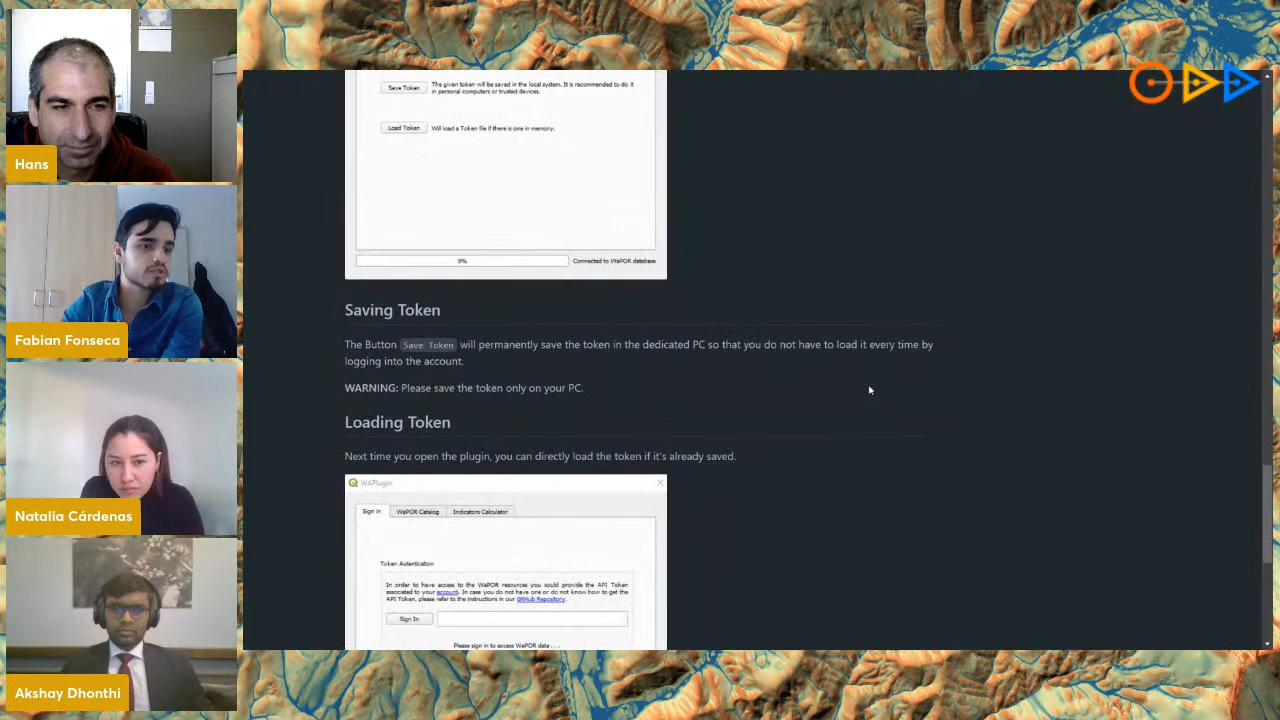 Hans
Fabian Fonseca
Natalia Cárdenas
Akshay Dhonthi
Save Token
The given token will be saved in the local system. It is recommended to do it
in personal computers or trusted devices.
Load Token
Will load a Token file if there is one in memory.
0%
Connected to WaPOR database
Saving Token
The Button Save Token will permanently save the token in the dedicated PC so that you do not have to load it every time by
logging into the account.
WARNING: Please save the token only on your PC.
Loading Token
Next time you open the plugin, you can directly load the token if it's already saved.
WAPlugin
Sign in
WaPOR Catalog
Indicators Calculator
Token Autentication
In order to have access to the WaPOR resources you sould provide the API Token
associated to your account. In case you do not have one or do not know how to get the
API Token, please refer to the instructions in our GitHub Repository.
Sign In
Please sign in to access WaPOR data . . .